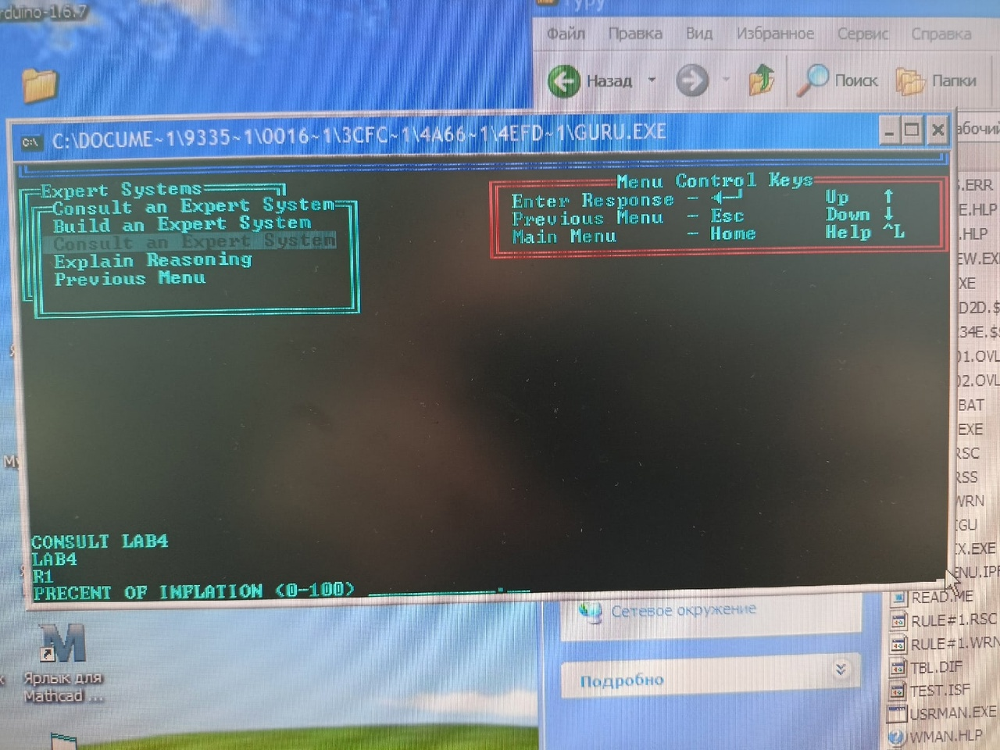 rduino-1.6.7
Гуру
Файл Правка Вид Избранное Сервис Справка
Назад Поиск Папки
C:\DOCUME~1\9335~1\0016~1\3CFC~1\4A66~1\4EFD~1\GURU.EXE
абочий
Expert Systems
Consult an Expert System
Build an Expert System
Consult an Expert System
Explain Reasoning
Previous Menu
Menu Control Keys
Enter Response - Up ↑
Previous Menu - Esc Down ↓
Main Menu - Home Help ^L
CONSULT LAB4
LAB4
R1
PRECENT OF INFLATION (0-100)
.ERR
E.HLP
.HLP
EW.EX
XE
D2D.$
34E.$$
01.OVL
02.OVL
BAT
EXE
RSC
RSS
WRN
GU
X.EXE
ENU.IPF
READ.ME
RULE#1.RSC
RULE#1.WRN
TBL.DIF
TEST.ISF
USRMAN.EXE
WMAN.HLP
Сетевое окружение
Подробно
Ярлык для
Mathcad ...